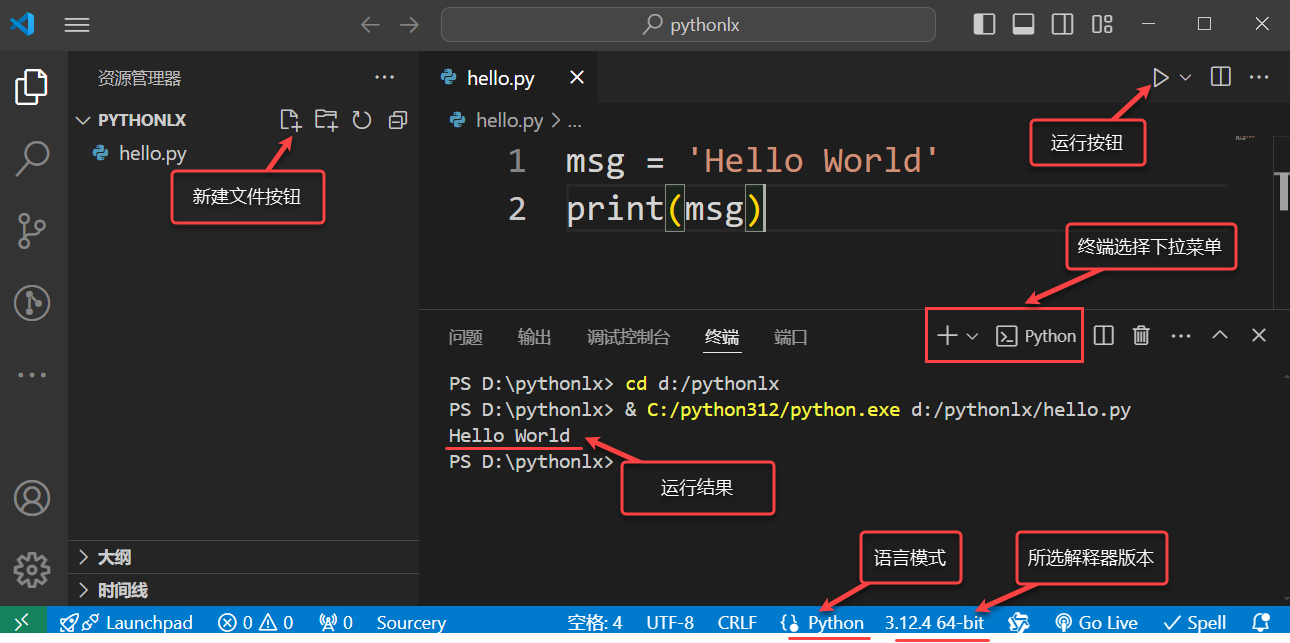 pythonlx
资源管理器
hello.py
PYTHONLX
hello.py
hello.py > ...
运行按钮
新建文件按钮
1 msg = 'Hello World'
2 print(msg)
终端选择下拉菜单
问题 输出 调试控制台 终端 端口 Python
PS D:\pythonlx> cd d:/pythonlx
PS D:\pythonlx> & C:/python312/python.exe d:/pythonlx/hello.py
Hello World
PS D:\pythonlx>
运行结果
语言模式
所选解释器版本
大纲
时间线
Launchpad 0 0 0 Sourcery 空格: 4 UTF-8 CRLF Python 3.12.4 64-bit Go Live Spell